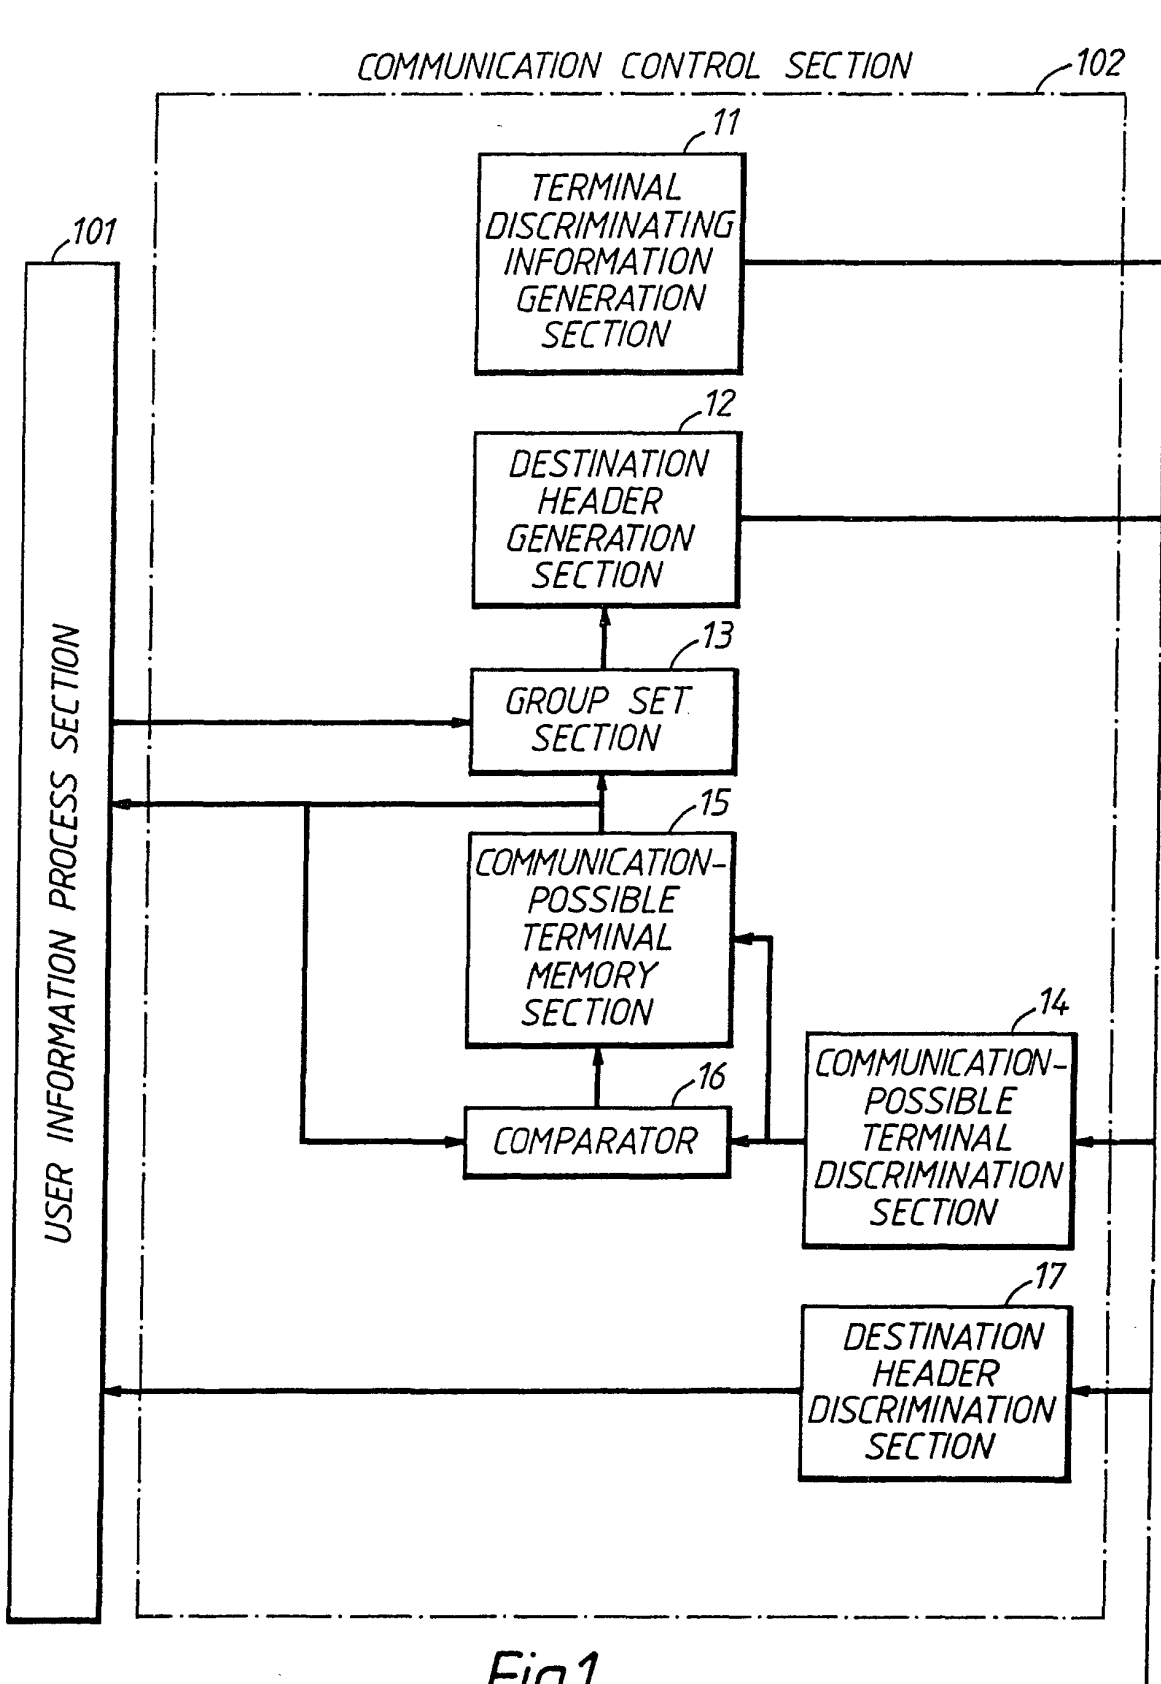 COMMUNICATION CONTROL SECTION
102
11
TERMINAL
DISCRIMINATING
INFORMATION
GENERATION
SECTION
101
USER INFORMATION PROCESS SECTION
12
DESTINATION
HEADER
GENERATION
SECTION
13
GROUP SET
SECTION
15
COMMUNICATION-
POSSIBLE
TERMINAL
MEMORY
SECTION
14
COMMUNICATION-
POSSIBLE
TERMINAL
DISCRIMINATION
SECTION
16
COMPARATOR
17
DESTINATION
HEADER
DISCRIMINATION
SECTION
Fig.1